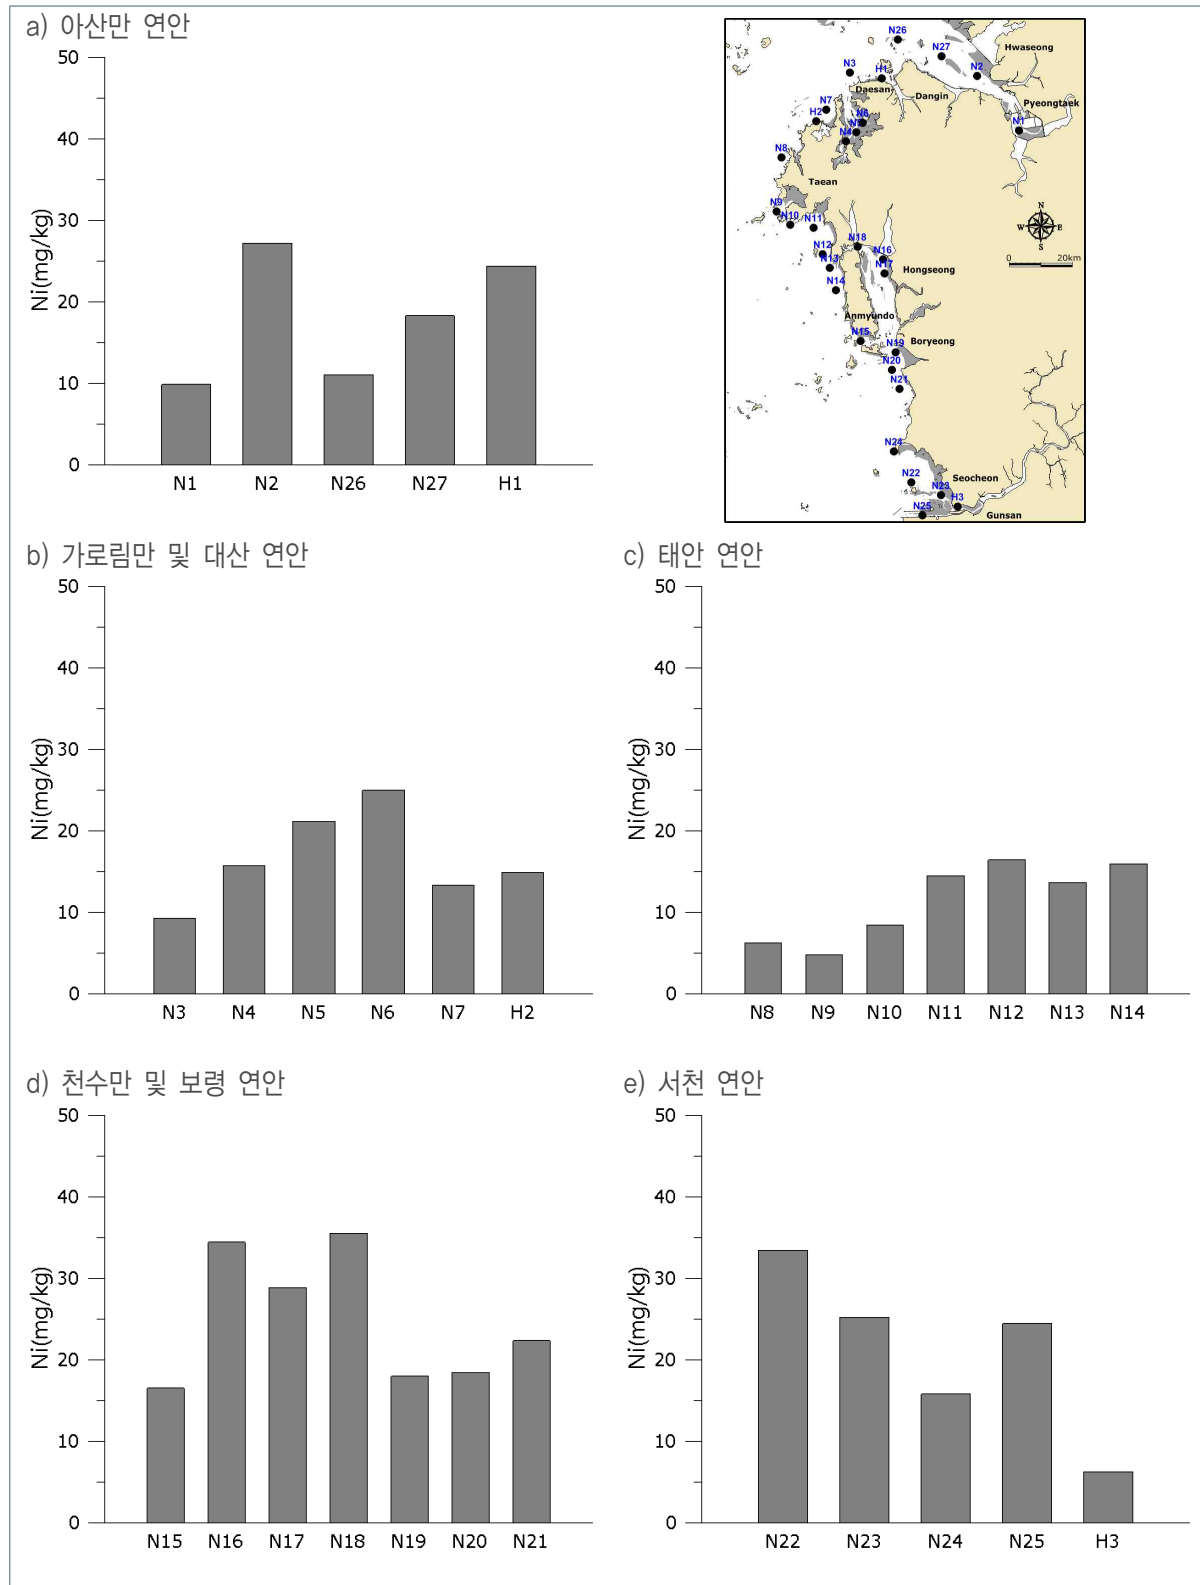 a) 아산만 연안
50
40
30
20
10
0
Ni(mg/kg)
N1 N2 N26 N27 H1
N26
N27
Hwaseong
N3
H1
N2
Daesan
Dangin
Pyeongtaek
N7
H2
N6
N5
N4
N1
N8
Taean
N9
N10
N11
N
W E
S
N12
N18
N16
N13
N17
Hongseong
0 20km
N14
Anmyundo
N15
N19
Boryeong
N20
N21
N24
N22
Seocheon
N23
H3
N25
Gunsan
b) 가로림만 및 대산 연안
50
40
30
20
10
0
Ni(mg/kg)
N3 N4 N5 N6 N7 H2
c) 태안 연안
50
40
30
20
10
0
Ni(mg/kg)
N8 N9 N10 N11 N12 N13 N14
d) 천수만 및 보령 연안
50
40
30
20
10
0
Ni(mg/kg)
N15 N16 N17 N18 N19 N20 N21
e) 서천 연안
50
40
30
20
10
0
Ni(mg/kg)
N22 N23 N24 N25 H3